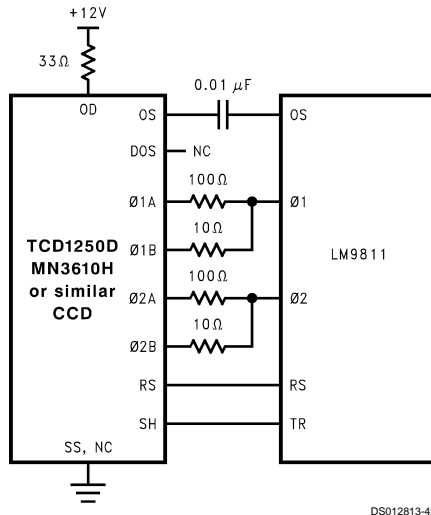 +12V
33Ω
OD
0.01 μF
OS
OS
DOS
NC
100Ω
Ø1A
Ø1
10Ω
Ø1B
TCD1250D
MN3610H
or similar
CCD
LM9811
100Ω
Ø2A
Ø2
10Ω
Ø2B
RS
RS
SH
TR
SS, NC
DS012813-4